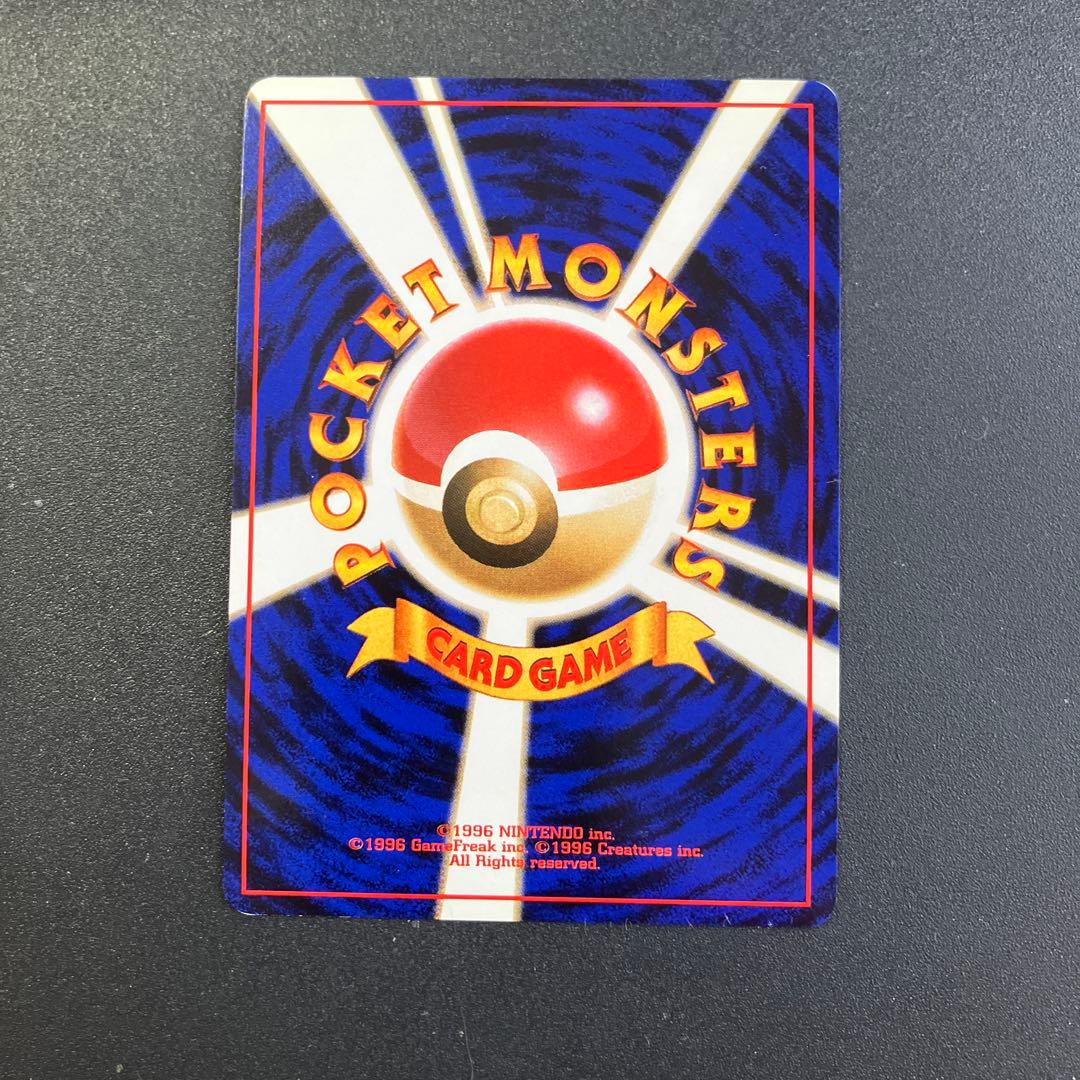 POCKET MONSTERS
CARD GAME
©1996 NINTENDO inc.
©1996 GameFreak inc. ©1996 Creatures inc.
All Rights reserved.